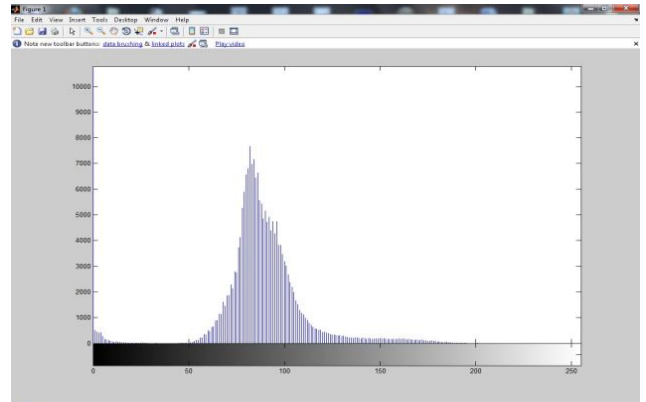 Figure 1
File Edit View Insert Tools Desktop Window Help
Note new toolbar buttons: data brushing & linked plots Play video
10000
9000
8000
7000
6000
5000
4000
3000
2000
1000
0
0 50 100 150 200 250